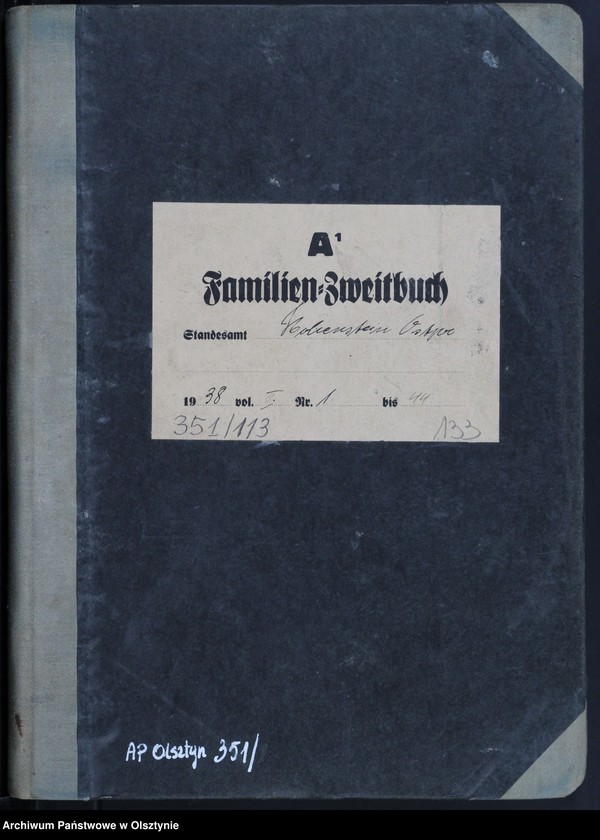 A¹
Familien-Zweitbuch
Standesamt Hohenstein Ostpr
1938 vol. I. Nr. 1 bis 44
351/113 133
AP Olsztyn 351/
Archiwum Państwowe w Olsztynie